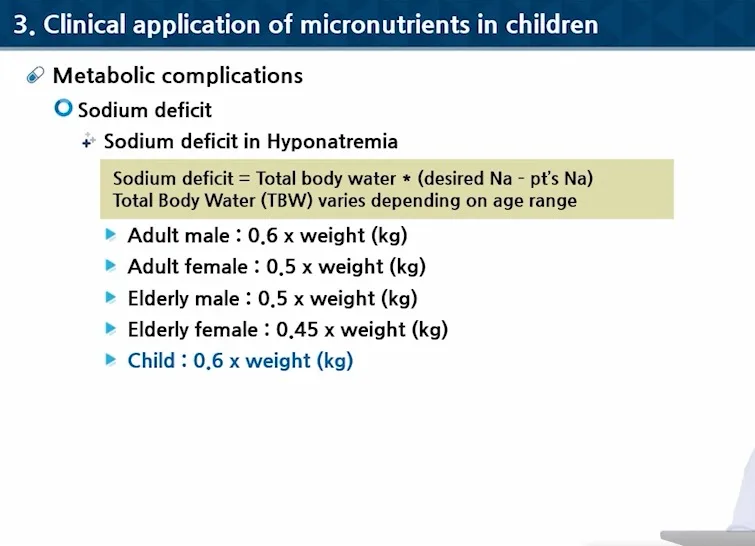 3. Clinical application of micronutrients in children
Metabolic complications
Sodium deficit
Sodium deficit in Hyponatremia
Sodium deficit = Total body water * (desired Na - pt's Na)
Total Body Water (TBW) varies depending on age range
Adult male : 0.6 x weight (kg)
Adult female : 0.5 x weight (kg)
Elderly male : 0.5 x weight (kg)
Elderly female : 0.45 x weight (kg)
Child : 0.6 x weight (kg)